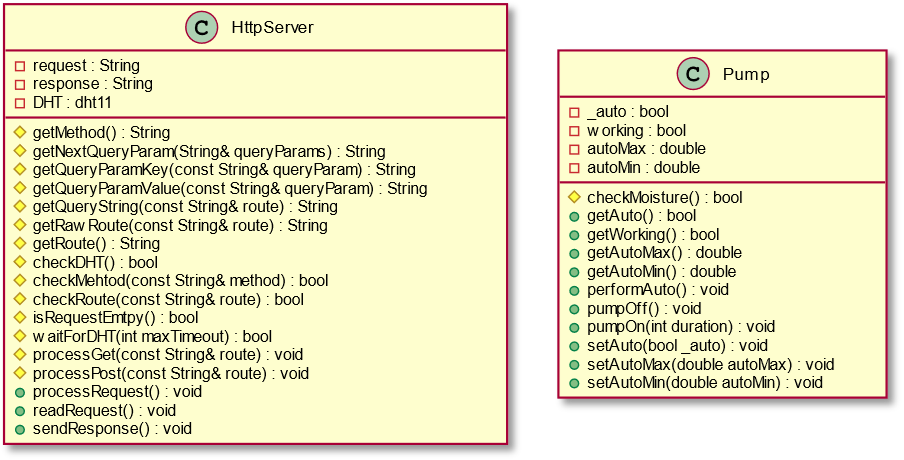 C HttpServer
request : String
response : String
DHT : dht11
getMethod() : String
getNextQueryParam(String& queryParams) : String
getQueryParamKey(const String& queryParam) : String
getQueryParamValue(const String& queryParam) : String
getQueryString(const String& route) : String
getRawRoute(const String& route) : String
getRoute() : String
checkDHT() : bool
checkMehtod(const String& method) : bool
checkRoute(const String& route) : bool
isRequestEmtpy() : bool
waitForDHT(int maxTimeout) : bool
processGet(const String& route) : void
processPost(const String& route) : void
processRequest() : void
readRequest() : void
sendResponse() : void
C Pump
_auto : bool
working : bool
autoMax : double
autoMin : double
checkMoisture() : bool
getAuto() : bool
getWorking() : bool
getAutoMax() : double
getAutoMin() : double
performAuto() : void
pumpOff() : void
pumpOn(int duration) : void
setAuto(bool _auto) : void
setAutoMax(double autoMax) : void
setAutoMin(double autoMin) : void